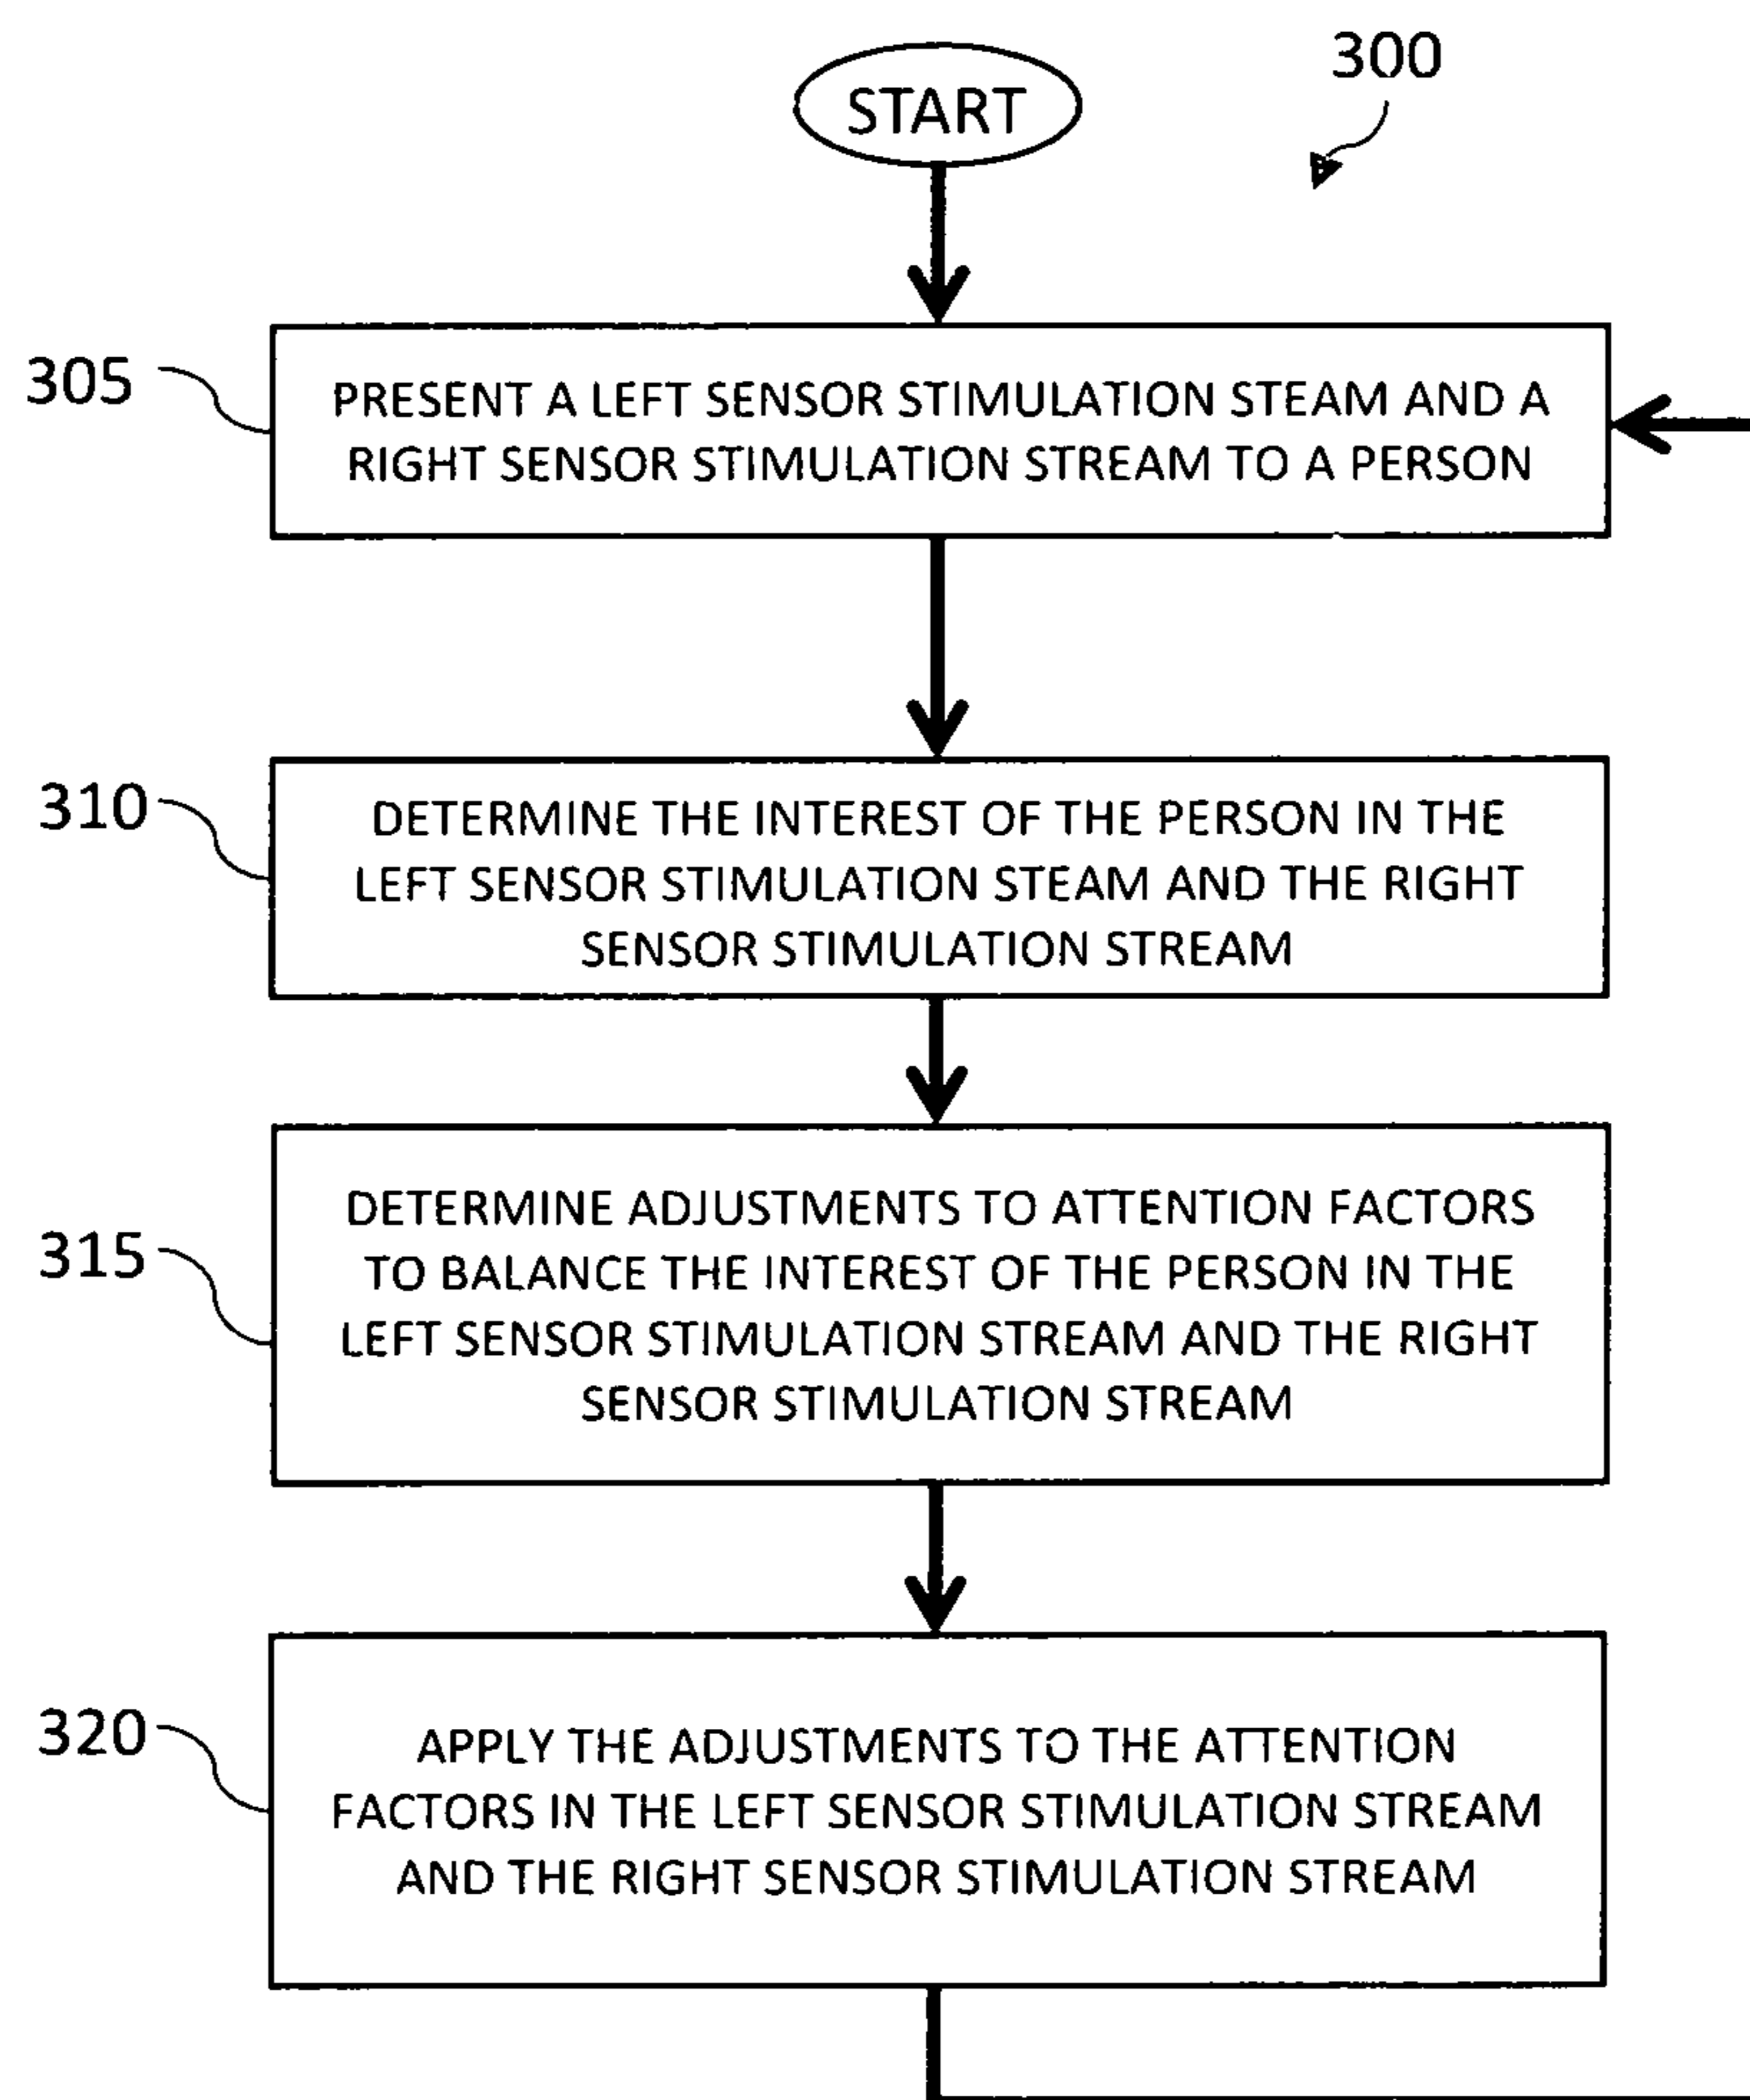 300
START
305
PRESENT A LEFT SENSOR STIMULATION STEAM AND A
RIGHT SENSOR STIMULATION STREAM TO A PERSON
310
DETERMINE THE INTEREST OF THE PERSON IN THE
LEFT SENSOR STIMULATION STEAM AND THE RIGHT
SENSOR STIMULATION STREAM
315
DETERMINE ADJUSTMENTS TO ATTENTION FACTORS
TO BALANCE THE INTEREST OF THE PERSON IN THE
LEFT SENSOR STIMULATION STREAM AND THE RIGHT
SENSOR STIMULATION STREAM
320
APPLY THE ADJUSTMENTS TO THE ATTENTION
FACTORS IN THE LEFT SENSOR STIMULATION STREAM
AND THE RIGHT SENSOR STIMULATION STREAM